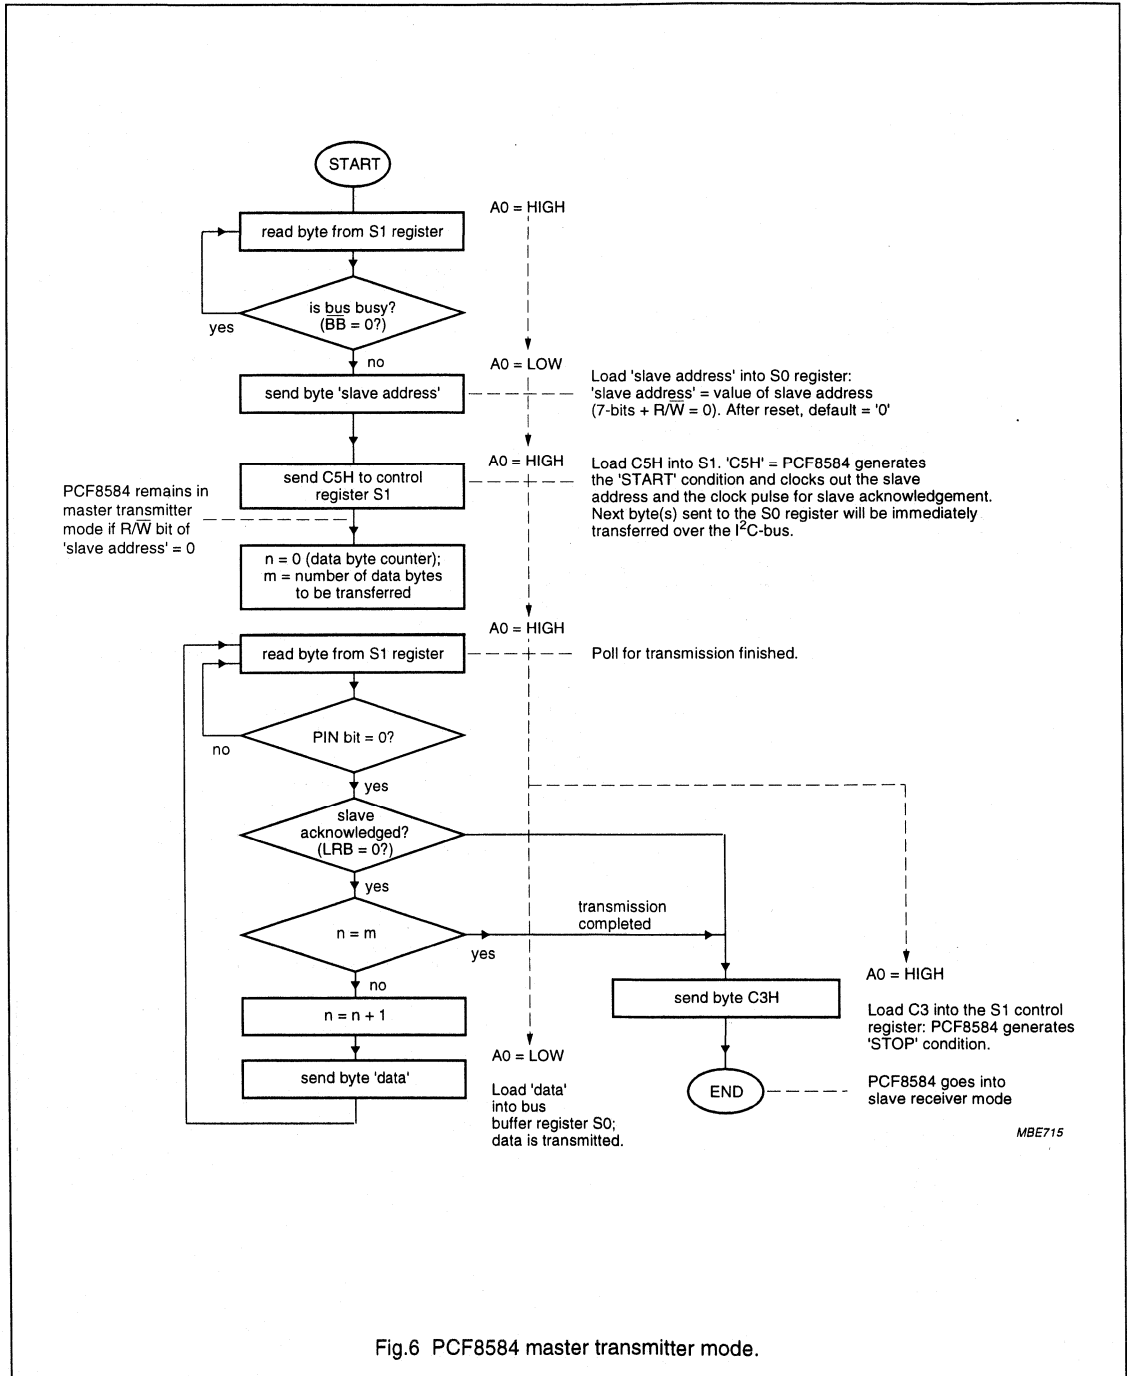 START
A0 = HIGH
read byte from S1 register
is bus busy?
(B̅B̅ = 0?)
yes
no
A0 = LOW
send byte 'slave address'
Load 'slave address' into S0 register:
'slave address' = value of slave address
(7-bits + R/W̅ = 0). After reset, default = '0'
A0 = HIGH
send C5H to control
register S1
Load C5H into S1. 'C5H' = PCF8584 generates
the 'START' condition and clocks out the slave
address and the clock pulse for slave acknowledgement.
Next byte(s) sent to the S0 register will be immediately
transferred over the I²C-bus.
PCF8584 remains in
master transmitter
mode if R/W̅ bit of
'slave address' = 0
n = 0 (data byte counter);
m = number of data bytes
to be transferred
A0 = HIGH
read byte from S1 register
Poll for transmission finished.
PIN bit = 0?
no
yes
slave
acknowledged?
(LRB = 0?)
yes
n = m
yes
transmission
completed
no
n = n + 1
send byte 'data'
A0 = LOW
Load 'data'
into bus
buffer register S0;
data is transmitted.
send byte C3H
A0 = HIGH
Load C3 into the S1 control
register: PCF8584 generates
'STOP' condition.
END
PCF8584 goes into
slave receiver mode
MBE715
Fig.6 PCF8584 master transmitter mode.